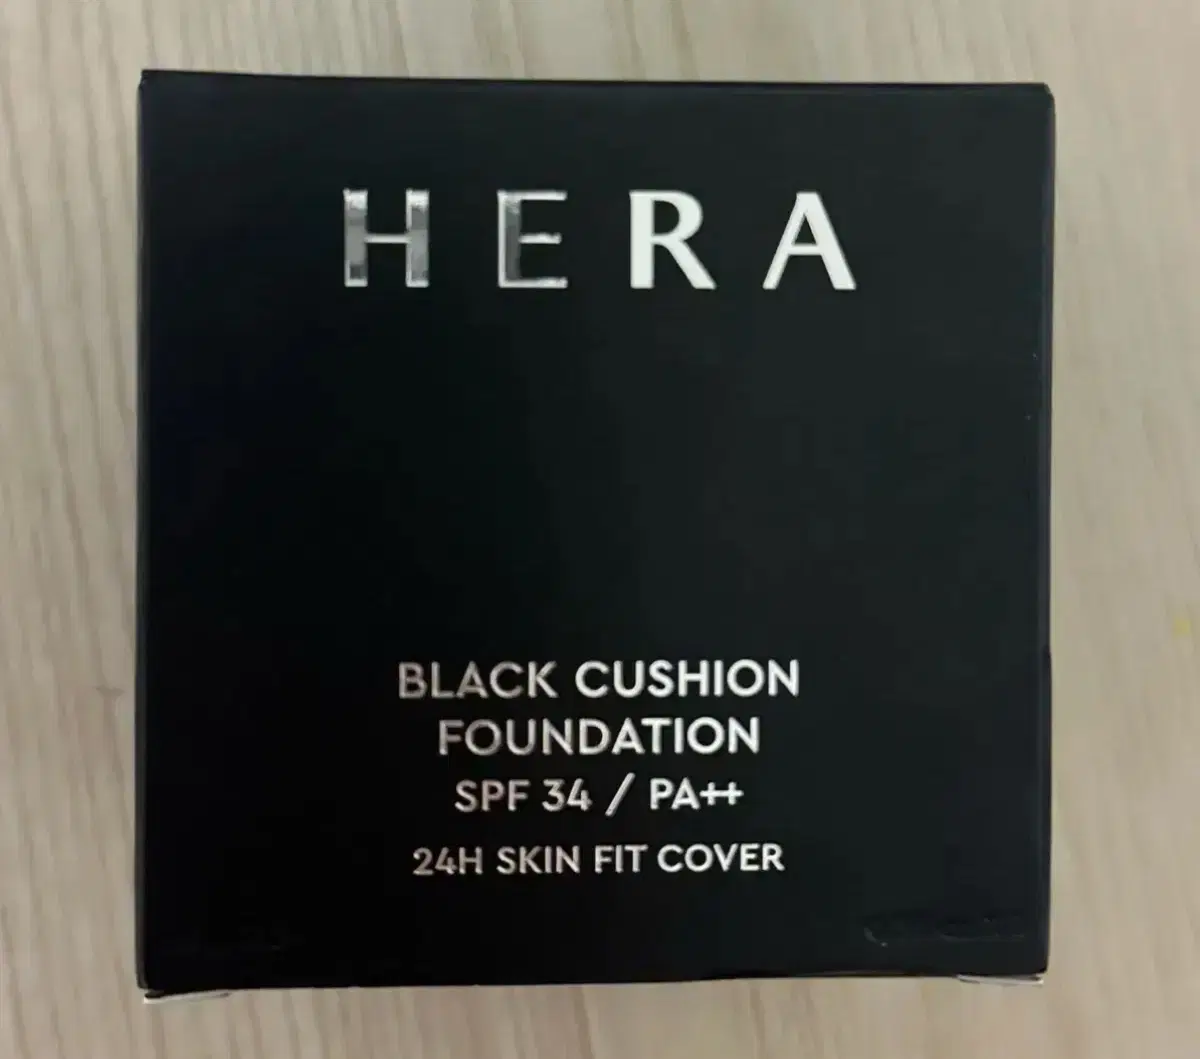 HERA
BLACK CUSHION
FOUNDATION
SPF 34 / PA++
24H SKIN FIT COVER